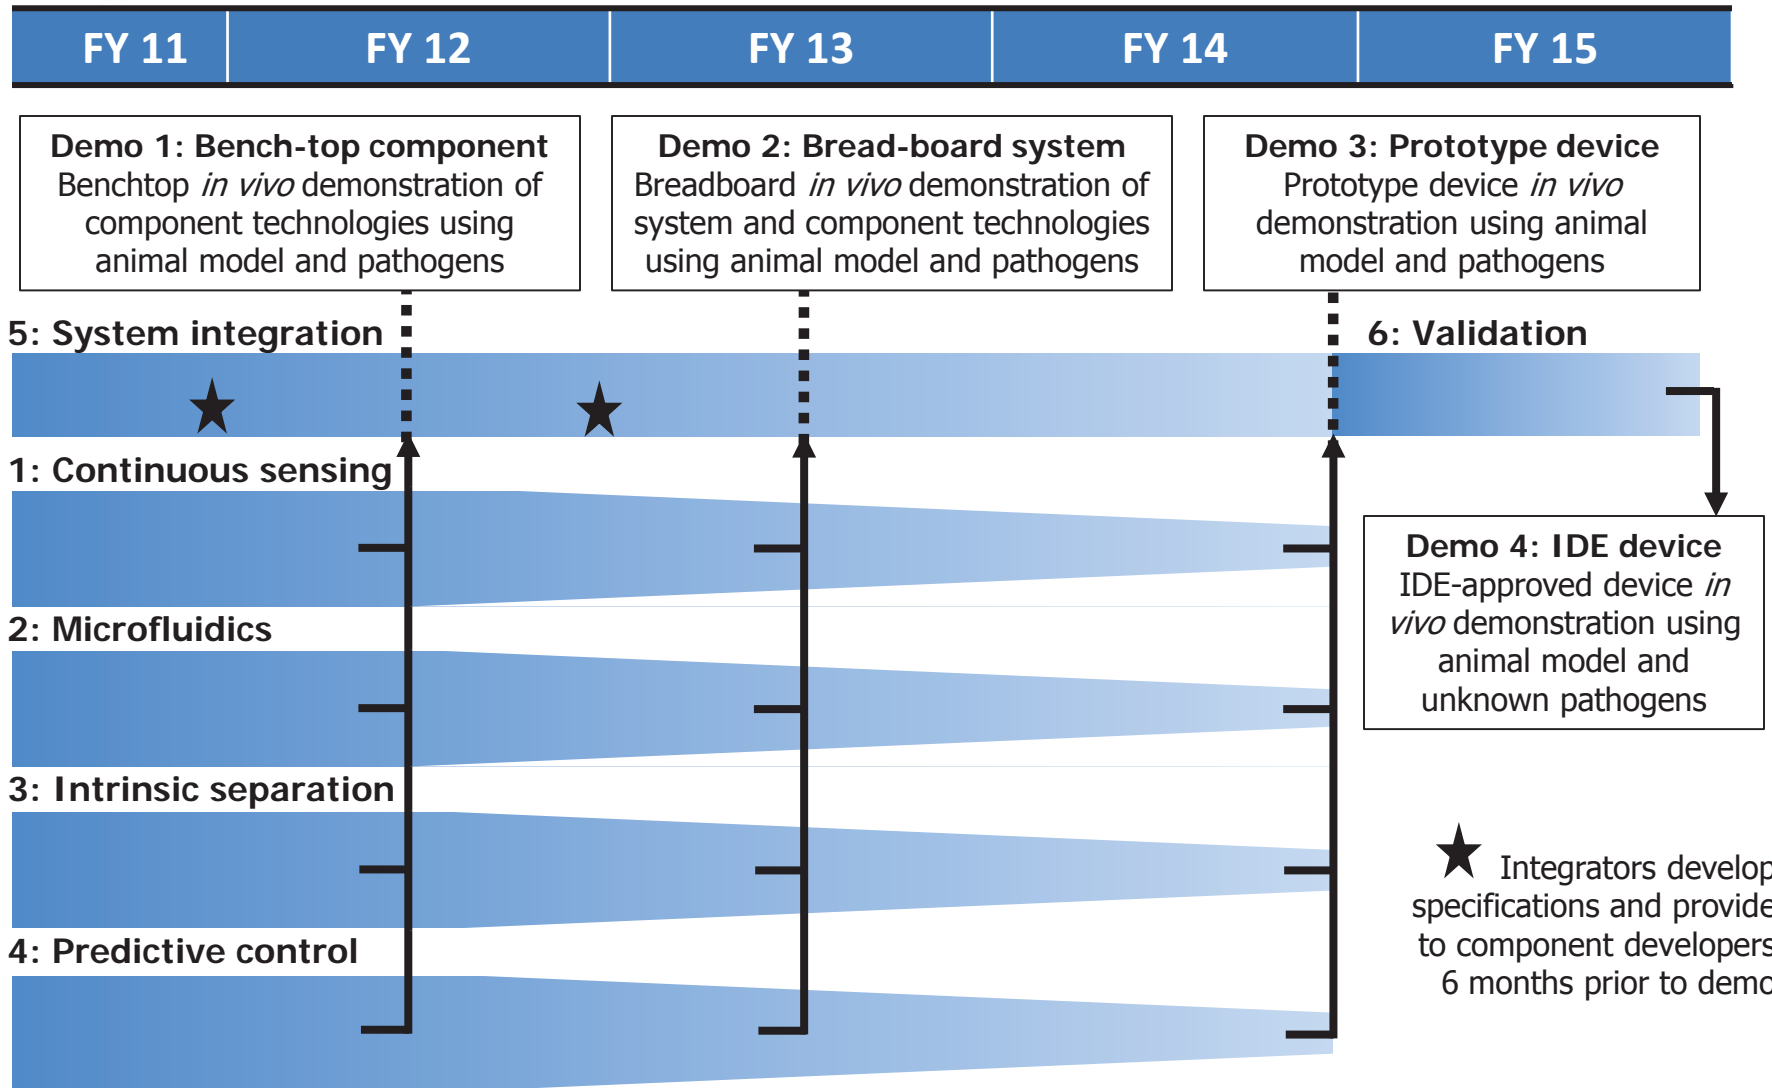 FY 11 FY 12 FY 13 FY 14 FY 15
Demo 1: Bench-top component
Benchtop in vivo demonstration of
component technologies using
animal model and pathogens
Demo 2: Bread-board system
Breadboard in vivo demonstration of
system and component technologies
using animal model and pathogens
Demo 3: Prototype device
Prototype device in vivo
demonstration using animal
model and pathogens
5: System integration
6: Validation
1: Continuous sensing
Demo 4: IDE device
IDE-approved device in
vivo demonstration using
animal model and
unknown pathogens
2: Microfluidics
3: Intrinsic separation
4: Predictive control
★ Integrators develop
specifications and provide
to component developers
6 months prior to demo